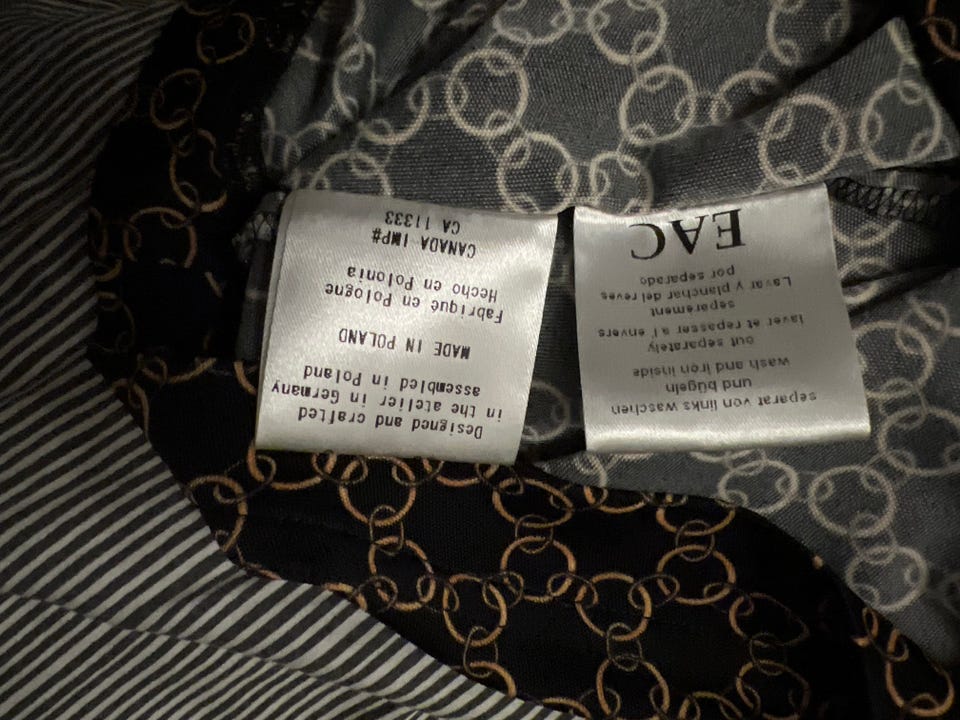 separat von links waschen
und bügeln
wash and iron inside
out separately
laver et repasser a l envers
separément
Lavar y planchar del reves
por separado
EAC
Designed and crafted
in the atelier in Germany
assembled in Poland
MADE IN POLAND
Fabriqué en Pologne
Hecho en Polonia
CANADA IMP#
CA 11333